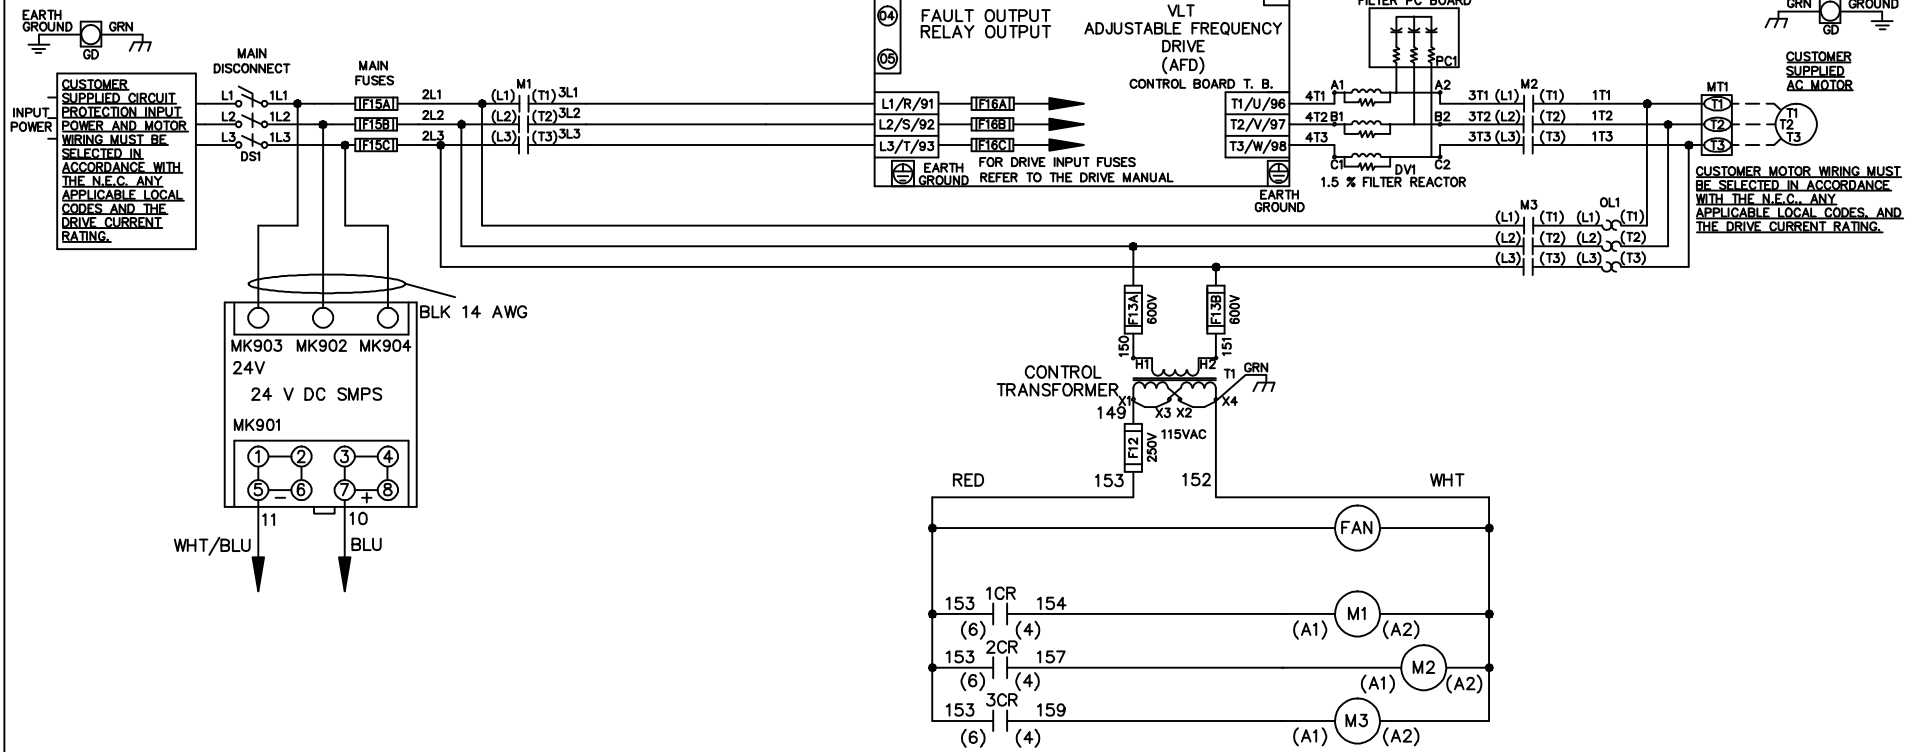 EARTH
GROUND
GRN
GD
CUSTOMER
SUPPLIED CIRCUIT
PROTECTION INPUT
POWER AND MOTOR
WIRING MUST BE
SELECTED IN
ACCORDANCE WITH
THE N.E.C. ANY
APPLICABLE LOCAL
CODES AND THE
DRIVE CURRENT
RATING.
INPUT
POWER
MAIN
DISCONNECT
L1 1L1
L2 1L2
L3 1L3
DS1
MAIN
FUSES
F15A
F15B
F15C
2L1
2L2
2L3
M1
(L1) (T1) 3L1
(L2) (T2) 3L2
(L3) (T3) 3L3
04
05
FAULT OUTPUT
RELAY OUTPUT
VLT
ADJUSTABLE FREQUENCY
DRIVE
(AFD)
CONTROL BOARD T. B.
L1/R/91
L2/S/92
L3/T/93
F16A
F16B
F16C
EARTH
GROUND
FOR DRIVE INPUT FUSES
REFER TO THE DRIVE MANUAL
T1/U/96
T2/V/97
T3/W/98
EARTH
GROUND
FILTER PC BOARD
PC1
4T1 A1 A2
4T2 B1 B2
4T3
C1 C2
DV1
1.5 % FILTER REACTOR
M2
3T1 (L1) (T1) 1T1
3T2 (L2) (T2) 1T2
3T3 (L3) (T3) 1T3
GRN
GROUND
GD
CUSTOMER
SUPPLIED
AC MOTOR
MT1
T1
T2
T3
T1
T2
T3
CUSTOMER MOTOR WIRING MUST
BE SELECTED IN ACCORDANCE
WITH THE N.E.C., ANY
APPLICABLE LOCAL CODES, AND
THE DRIVE CURRENT RATING.
M3
OL1
(L1) (T1) (L1) (T1)
(L2) (T2) (L2) (T2)
(L3) (T3) (L3) (T3)
BLK 14 AWG
MK903 MK902 MK904
24V
24 V DC SMPS
MK901
1 2 3 4
5 – 6 7 + 8
11
10
WHT/BLU
BLU
F13A
600V
F13B
600V
150
151
H1 H2
CONTROL
TRANSFORMER
T1
GRN
X1 X3 X2 X4
149
115VAC
F12
250V
RED
153
152
WHT
FAN
1CR
153 154
(6) (4)
M1
(A1) (A2)
2CR
153 157
(6) (4)
M2
(A1) (A2)
3CR
153 159
(6) (4)
M3
(A1) (A2)